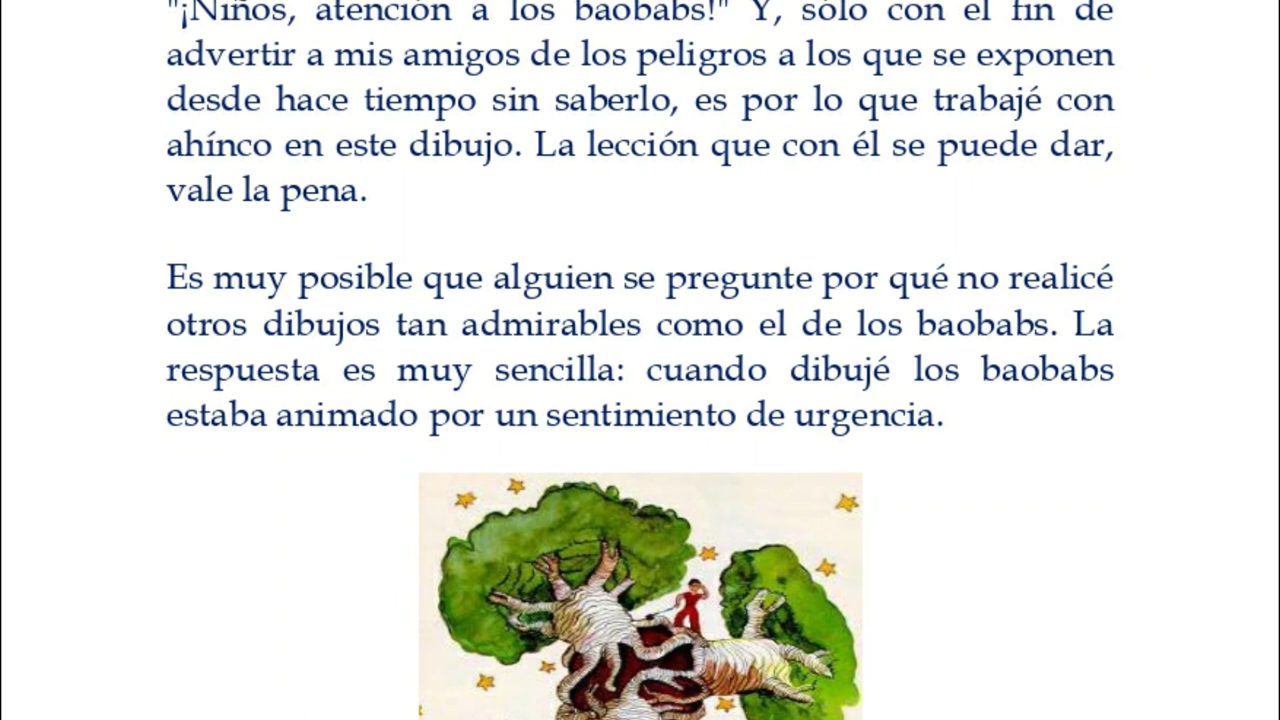 "¡Niños, atención a los baobabs!" Y, sólo con el fin de
advertir a mis amigos de los peligros a los que se exponen
desde hace tiempo sin saberlo, es por lo que trabajé con
ahínco en este dibujo. La lección que con él se puede dar,
vale la pena.
Es muy posible que alguien se pregunte por qué no realicé
otros dibujos tan admirables como el de los baobabs. La
respuesta es muy sencilla: cuando dibujé los baobabs
estaba animado por un sentimiento de urgencia.